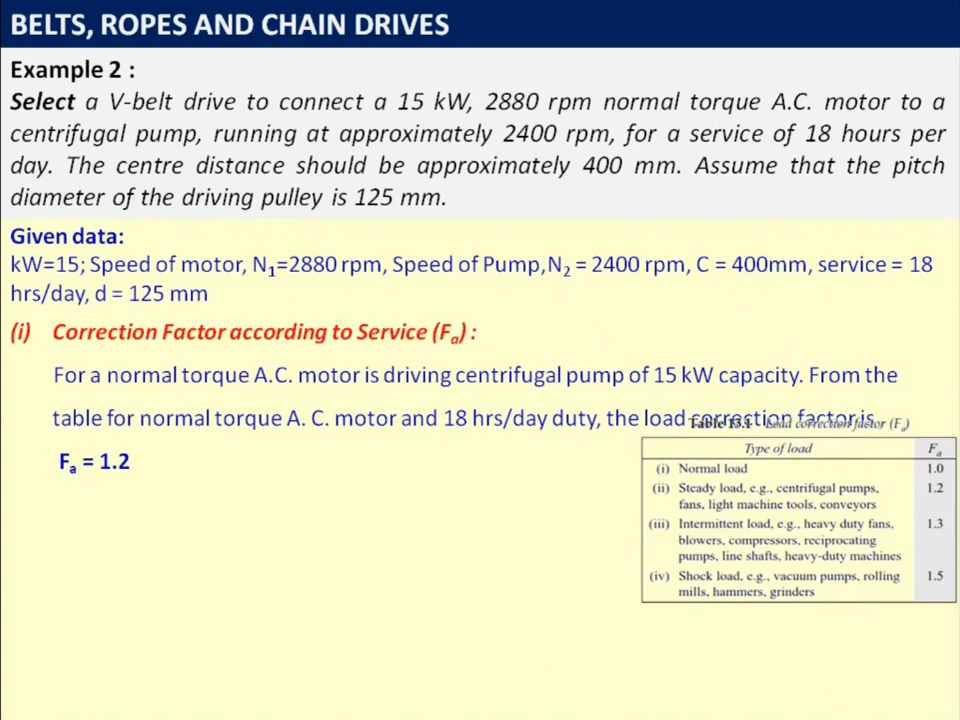 BELTS, ROPES AND CHAIN DRIVES
Example 2 :
Select a V-belt drive to connect a 15 kW, 2880 rpm normal torque A.C. motor to a
centrifugal pump, running at approximately 2400 rpm, for a service of 18 hours per
day. The centre distance should be approximately 400 mm. Assume that the pitch
diameter of the driving pulley is 125 mm.
Given data:
kW=15; Speed of motor, N₁=2880 rpm, Speed of Pump,N₂ = 2400 rpm, C = 400mm, service = 18
hrs/day, d = 125 mm
(i) Correction Factor according to Service (Fₐ) :
For a normal torque A.C. motor is driving centrifugal pump of 15 kW capacity. From the
table for normal torque A. C. motor and 18 hrs/day duty, the load correction factor is,
Fₐ = 1.2
Table 13.1 Load correction factor (Fₐ)
Type of load Fₐ
(i) Normal load 1.0
(ii) Steady load, e.g., centrifugal pumps, 1.2
fans, light machine tools, conveyors
(iii) Intermittent load, e.g., heavy duty fans, 1.3
blowers, compressors, reciprocating
pumps, line shafts, heavy-duty machines
(iv) Shock load, e.g., vacuum pumps, rolling 1.5
mills, hammers, grinders